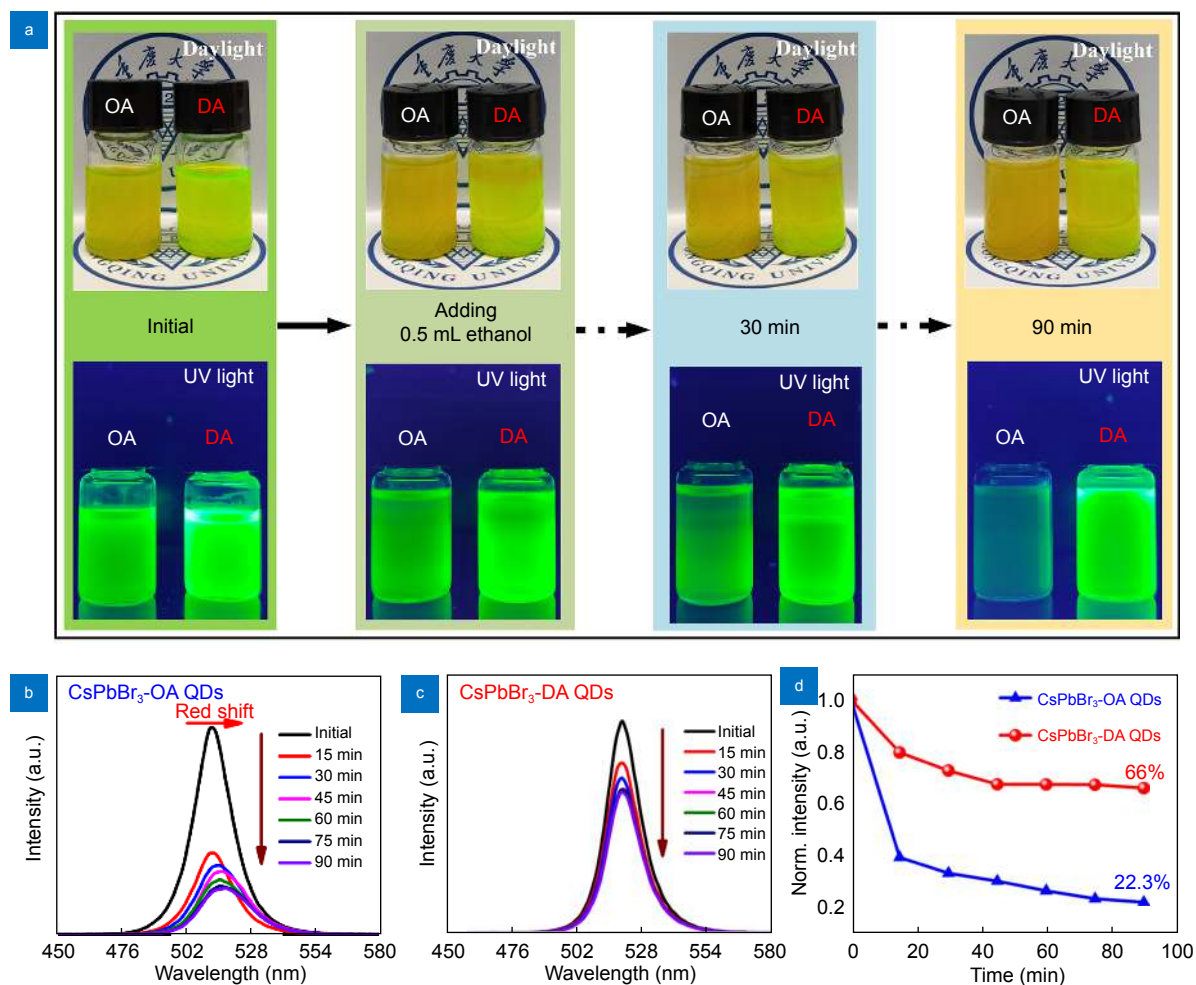 a
Daylight
OA
DA
Daylight
OA
DA
Daylight
OA
DA
Daylight
OA
DA
Initial
Adding
0.5 mL ethanol
30 min
90 min
UV light
OA
DA
UV light
OA
DA
UV light
OA
DA
UV light
OA
DA
b
CsPbBr₃-OA QDs
Red shift
Initial
15 min
30 min
45 min
60 min
75 min
90 min
Intensity (a.u.)
450 476 502 528 554 580
Wavelength (nm)
c
CsPbBr₃-DA QDs
Initial
15 min
30 min
45 min
60 min
75 min
90 min
Intensity (a.u.)
450 476 502 528 554 580
Wavelength (nm)
d
CsPbBr₃-OA QDs
CsPbBr₃-DA QDs
66%
22.3%
Norm. intensity (a.u.)
1.0
0.8
0.6
0.4
0.2
0 20 40 60 80 100
Time (min)